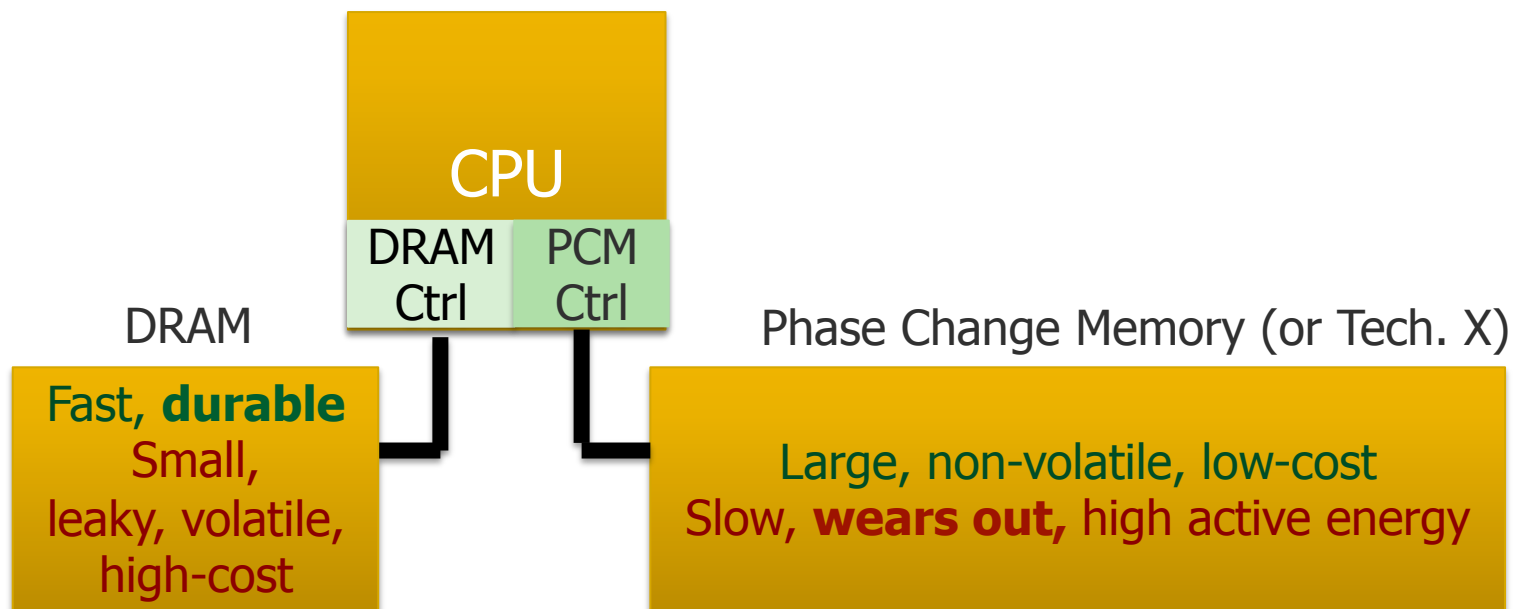 CPU
DRAM
Ctrl
PCM
Ctrl
DRAM
Fast, durable
Small,
leaky, volatile,
high-cost
Phase Change Memory (or Tech. X)
Large, non-volatile, low-cost
Slow, wears out, high active energy